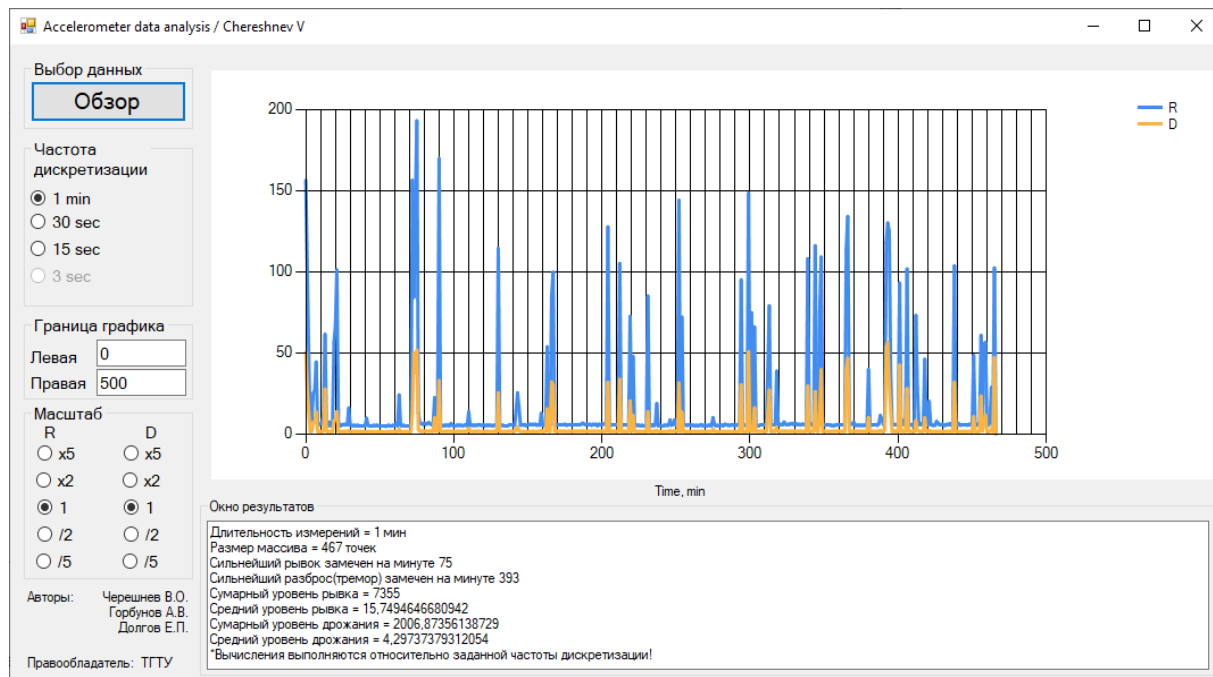 Accelerometer data analysis / Chereshnev V
Выбор данных
Обзор
Частота
дискретизации
1 min
30 sec
15 sec
3 sec
Граница графика
Левая 0
Правая 500
Масштаб
R D
x5 x5
x2 x2
1 1
/2 /2
/5 /5
Авторы: Черешнев В.О.
Горбунов А.В.
Долгов Е.П.
Правообладатель: ТГТУ
200
150
100
50
0
0 100 200 300 400 500
Time, min
R
D
Окно результатов
Длительность измерений = 1 мин
Размер массива = 467 точек
Сильнейший рывок замечен на минуте 75
Сильнейший разброс(тремор) замечен на минуте 393
Сумарный уровень рывка = 7355
Средний уровень рывка = 15,7494646680942
Сумарный уровень дрожания = 2006,87356138729
Средний уровень дрожания = 4,29737379312054
*Вычисления выполняются относительно заданной частоты дискретизации!